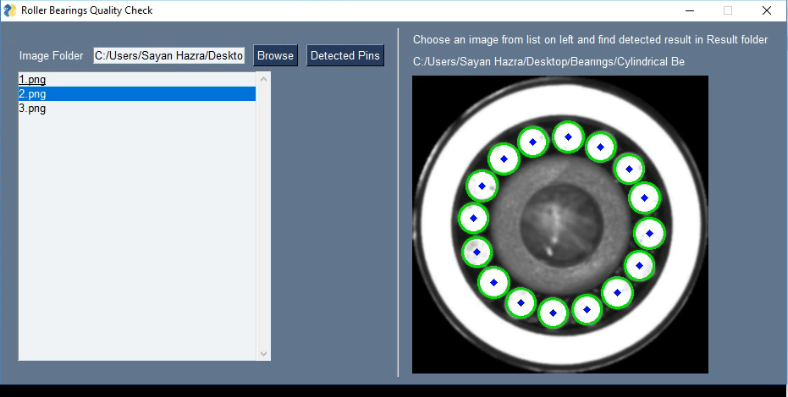 Roller Bearings Quality Check
Image Folder C:/Users/Sayan Hazra/Deskto Browse Detected Pins
1.png
2.png
3.png
Choose an image from list on left and find detected result in Result folder
C:/Users/Sayan Hazra/Desktop/Bearings/Cylindrical Be